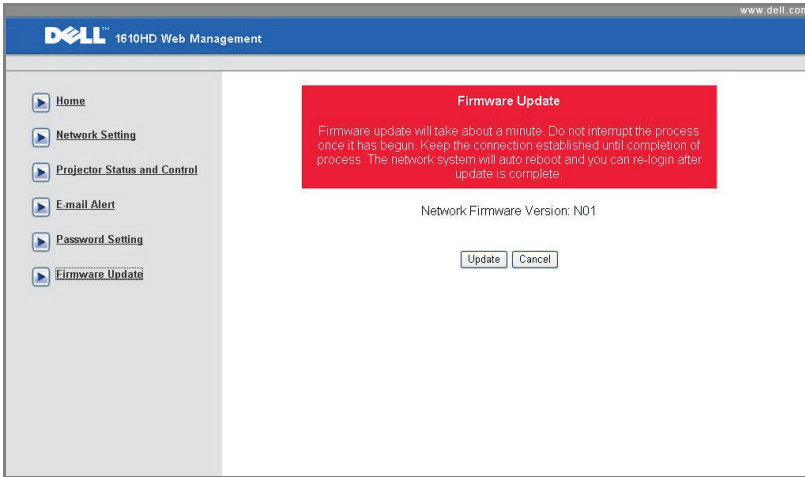 www.dell.com
DELL™ 1610HD Web Management
Home
Network Setting
Projector Status and Control
E-mail Alert
Password Setting
Firmware Update
Firmware Update
Firmware update will take about a minute. Do not interrupt the process
once it has begun. Keep the connection established until completion of
process. The network system will auto reboot and you can re-login after
update is complete.
Network Firmware Version: N01
Update Cancel